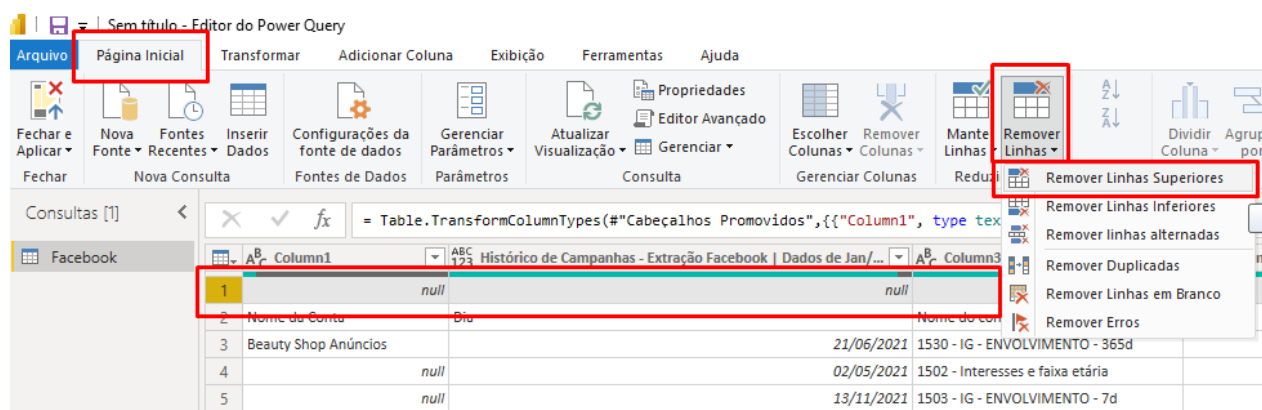 Sem título - Editor do Power Query
Arquivo Página Inicial Transformar Adicionar Coluna Exibição Ferramentas Ajuda
Fechar e Aplicar
Nova Fonte
Fontes Recentes
Inserir Dados
Configurações da fonte de dados
Gerenciar Parâmetros
Atualizar Visualização
Propriedades
Editor Avançado
Gerenciar
Escolher Colunas
Remover Colunas
Linhas
Remover Linhas
A
Z
Z
A
Dividir Coluna
Fechar Nova Consulta Fontes de Dados Parâmetros Consulta Gerenciar Colunas
Remover Linhas Superiores
Remover Linhas Inferiores
Remover linhas alternadas
Remover Duplicadas
Remover Linhas em Branco
Remover Erros
Consultas [1]
Facebook
fx = Table.TransformColumnTypes(#"Cabeçalhos Promovidos",{{"Column1", type
ABC Column1 ABC 123 Histórico de Campanhas - Extração Facebook | Dados de Jan/... ABC Column3
1 null null
2 Nome da Conta Dia
3 Beauty Shop Anúncios 21/06/2021 1530 - IG - ENVOLVIMENTO - 365d
4 null 02/05/2021 1502 - Interesses e faixa etária
5 null 13/11/2021 1503 - IG - ENVOLVIMENTO - 7d